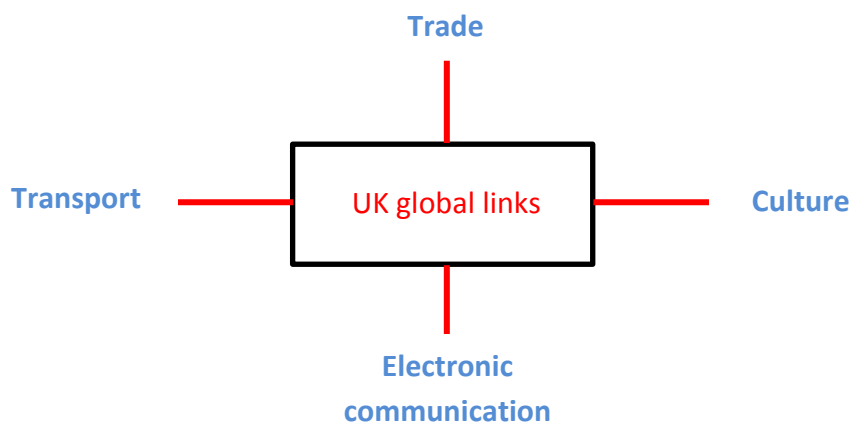 Trade
Transport
UK global links
Culture
Electronic
communication